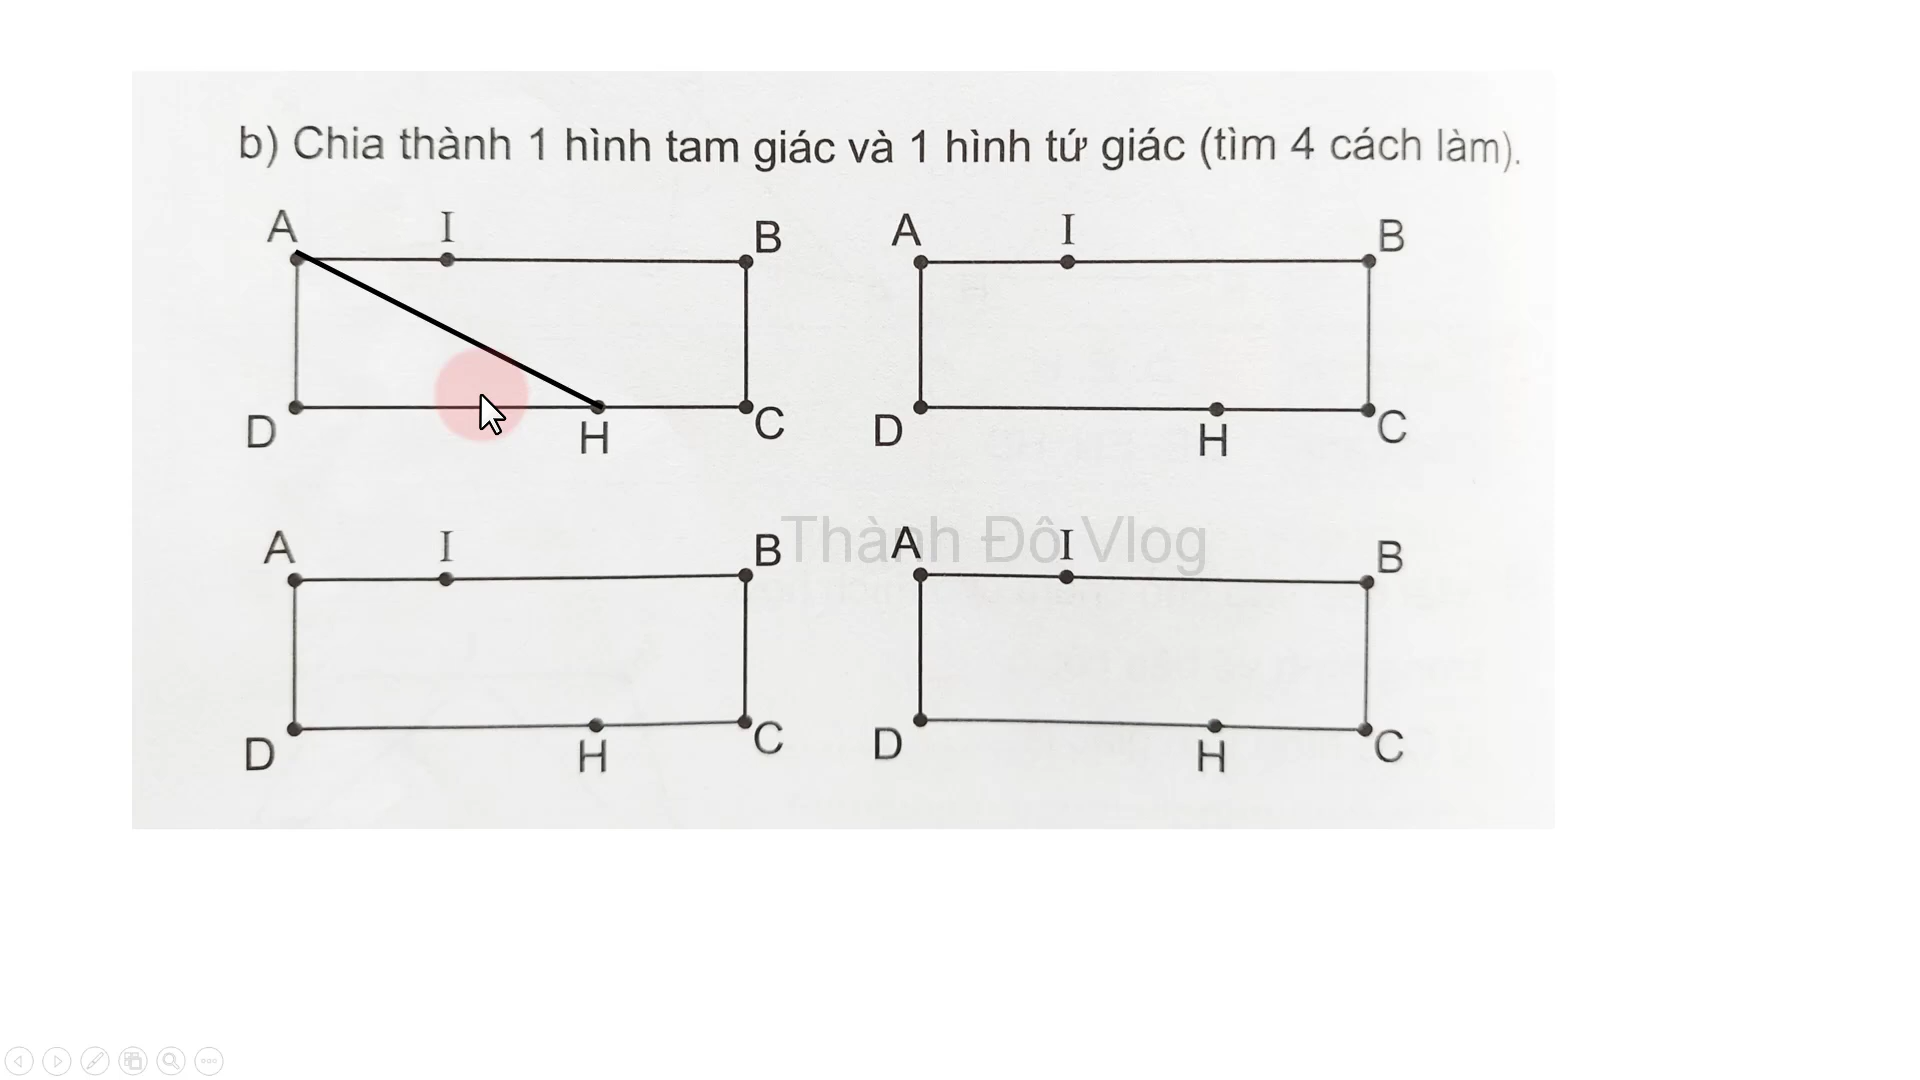 b) Chia thành 1 hình tam giác và 1 hình tứ giác (tìm 4 cách làm).
A I B
D H C
A I B
D H C
Thành Đô Vlog
A I B
D H C
A I B
D H C